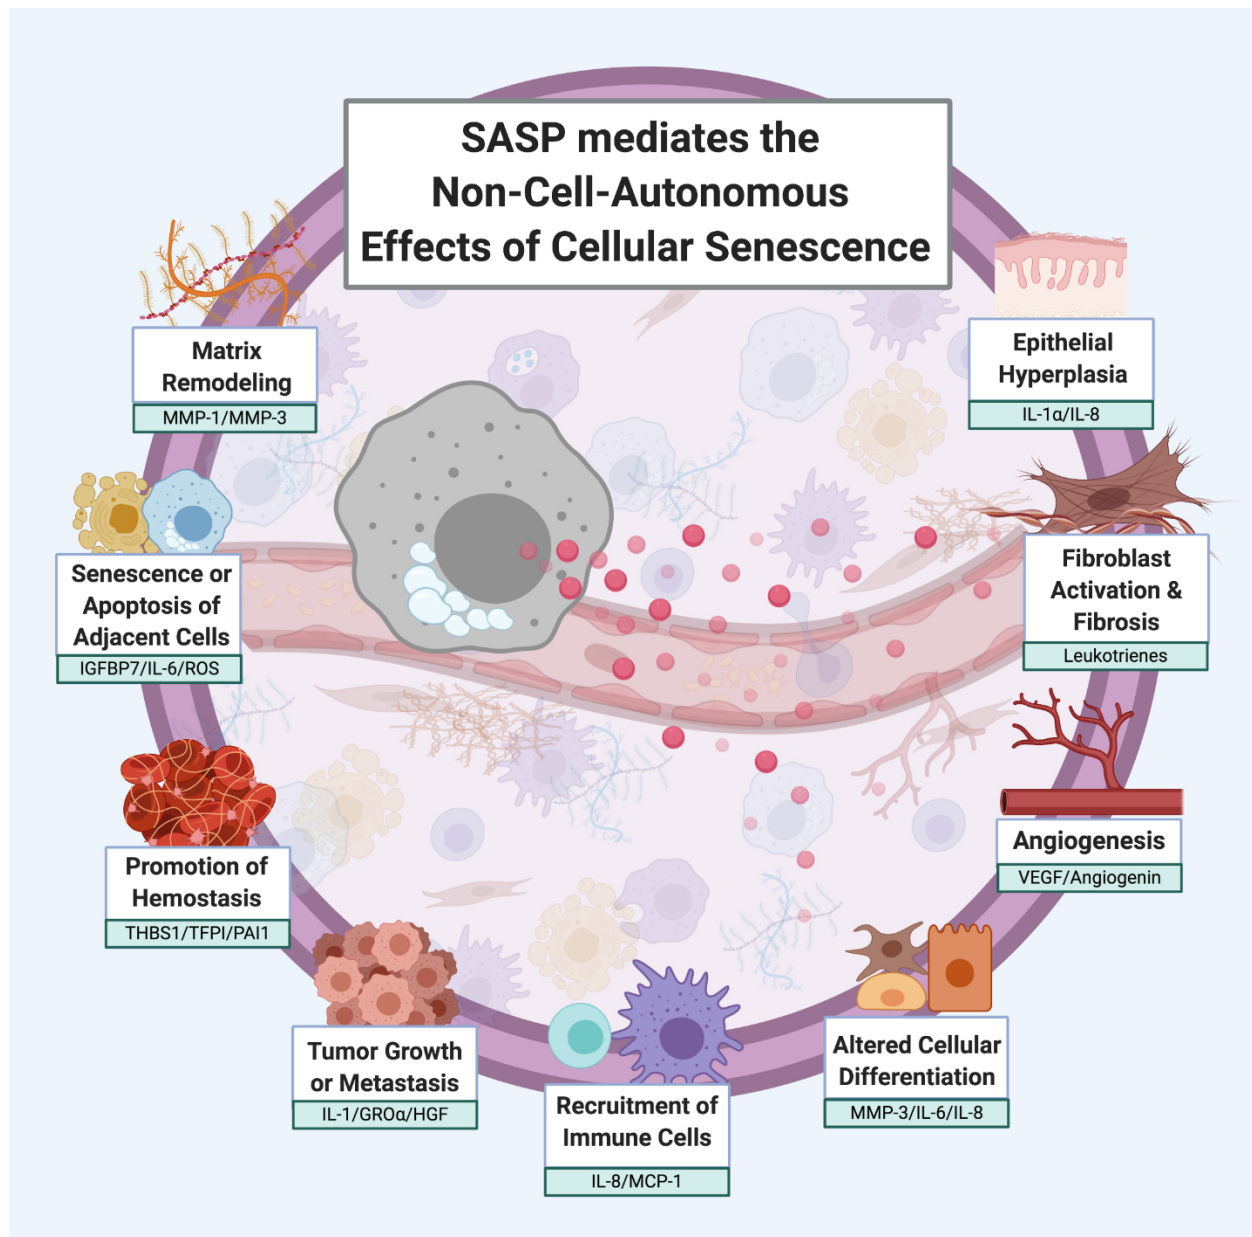 SASP mediates the
Non-Cell-Autonomous
Effects of Cellular Senescence
Matrix
Remodeling
MMP-1/MMP-3
Epithelial
Hyperplasia
IL-1α/IL-8
Senescence or
Apoptosis of
Adjacent Cells
IGFBP7/IL-6/ROS
Fibroblast
Activation &
Fibrosis
Leukotrienes
Promotion of
Hemostasis
THBS1/TFPI/PAI1
Angiogenesis
VEGF/Angiogenin
Tumor Growth
or Metastasis
IL-1/GROα/HGF
Recruitment of
Immune Cells
IL-8/MCP-1
Altered Cellular
Differentiation
MMP-3/IL-6/IL-8